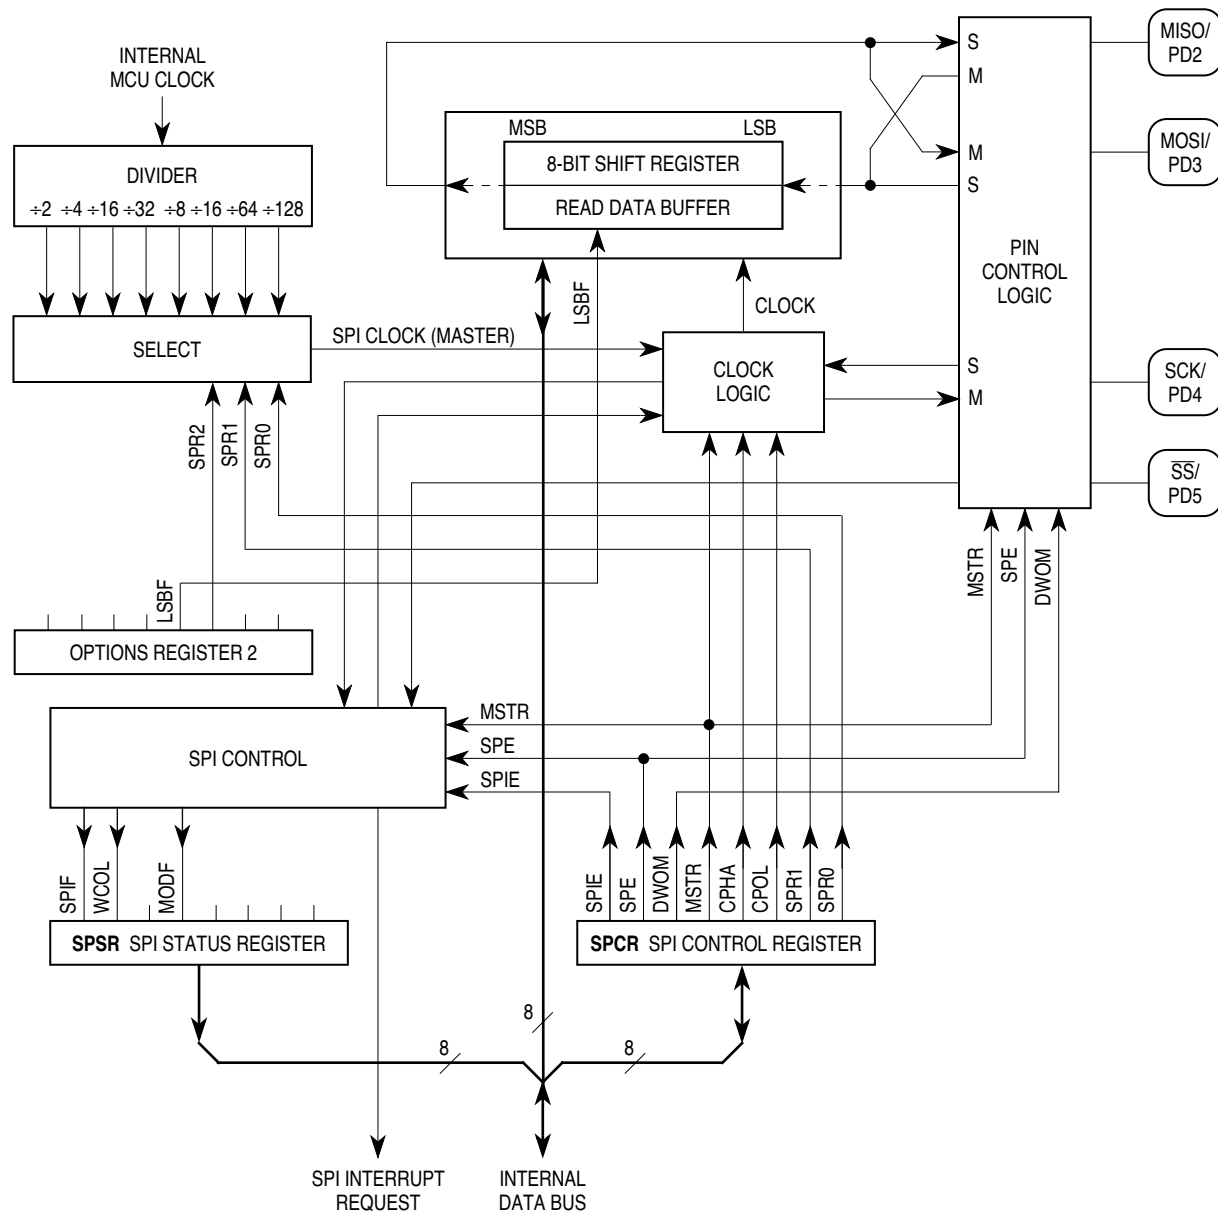 INTERNAL
MCU CLOCK
DIVIDER
÷2 ÷4 ÷16 ÷32 ÷8 ÷16 ÷64 ÷128
SELECT
SPI CLOCK (MASTER)
SPR2
SPR1
SPR0
MSB
LSB
8-BIT SHIFT REGISTER
READ DATA BUFFER
LSBF
CLOCK
CLOCK
LOGIC
S
M
M
S
PIN
CONTROL
LOGIC
S
M
MISO/
PD2
MOSI/
PD3
SCK/
PD4
SS/
PD5
MSTR
SPE
DWOM
LSBF
OPTIONS REGISTER 2
SPI CONTROL
MSTR
SPE
SPIE
SPIF
WCOL
MODF
SPSR SPI STATUS REGISTER
SPIE
SPE
DWOM
MSTR
CPHA
CPOL
SPR1
SPR0
SPCR SPI CONTROL REGISTER
8
8
8
SPI INTERRUPT
REQUEST
INTERNAL
DATA BUS